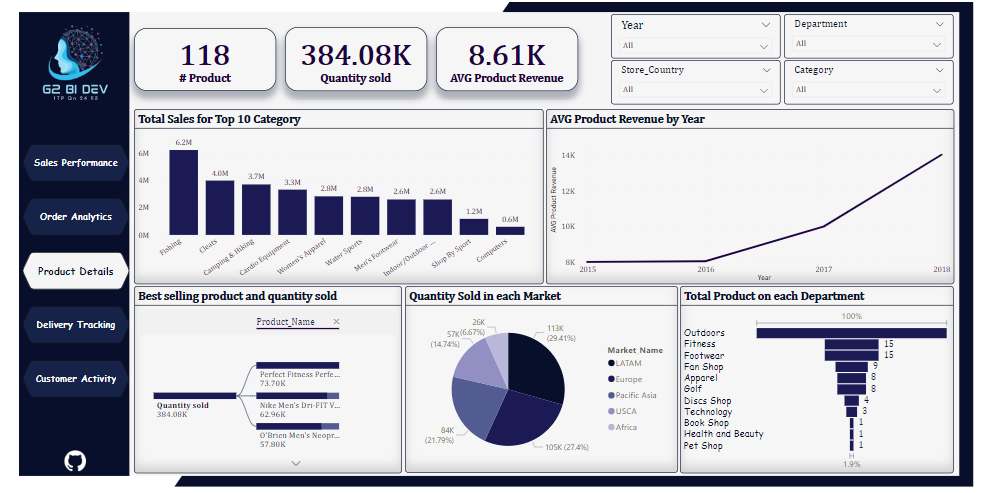 G2 BI DEV
ITP Qn 24 R2
Sales Performance
Order Analytics
Product Details
Delivery Tracking
Customer Activity
118
# Product
384.08K
Quantity sold
8.61K
AVG Product Revenue
Year
All
Department
All
Store_Country
All
Category
All
Total Sales for Top 10 Category
6M
4M
2M
0M
6.2M
4.0M
3.7M
3.3M
2.8M
2.8M
2.6M
2.6M
1.2M
0.6M
Fishing
Cleats
Camping & Hiking
Cardio Equipment
Women's Apparel
Water Sports
Men's Footwear
Indoor/Outdoor ...
Shop By Sport
Computers
AVG Product Revenue by Year
AVG Product Revenue
14K
12K
10K
8K
2015
2016
2017
2018
Year
Best selling product and quantity sold
Product_Name
Quantity sold
384.08K
Perfect Fitness Perfe...
73.70K
Nike Men's Dri-FIT V...
62.96K
O'Brien Men's Neopr...
57.80K
Quantity Sold in each Market
26K
(6.67%)
57K
(14.74%)
113K
(29.41%)
84K
(21.79%)
105K (27.4%)
Market_Name
LATAM
Europe
Pacific Asia
USCA
Africa
Total Product on each Department
100%
Outdoors
Fitness 15
Footwear 15
Fan Shop 9
Apparel 8
Golf 8
Discs Shop 4
Technology 3
Book Shop 1
Health and Beauty 1
Pet Shop 1
1.9%